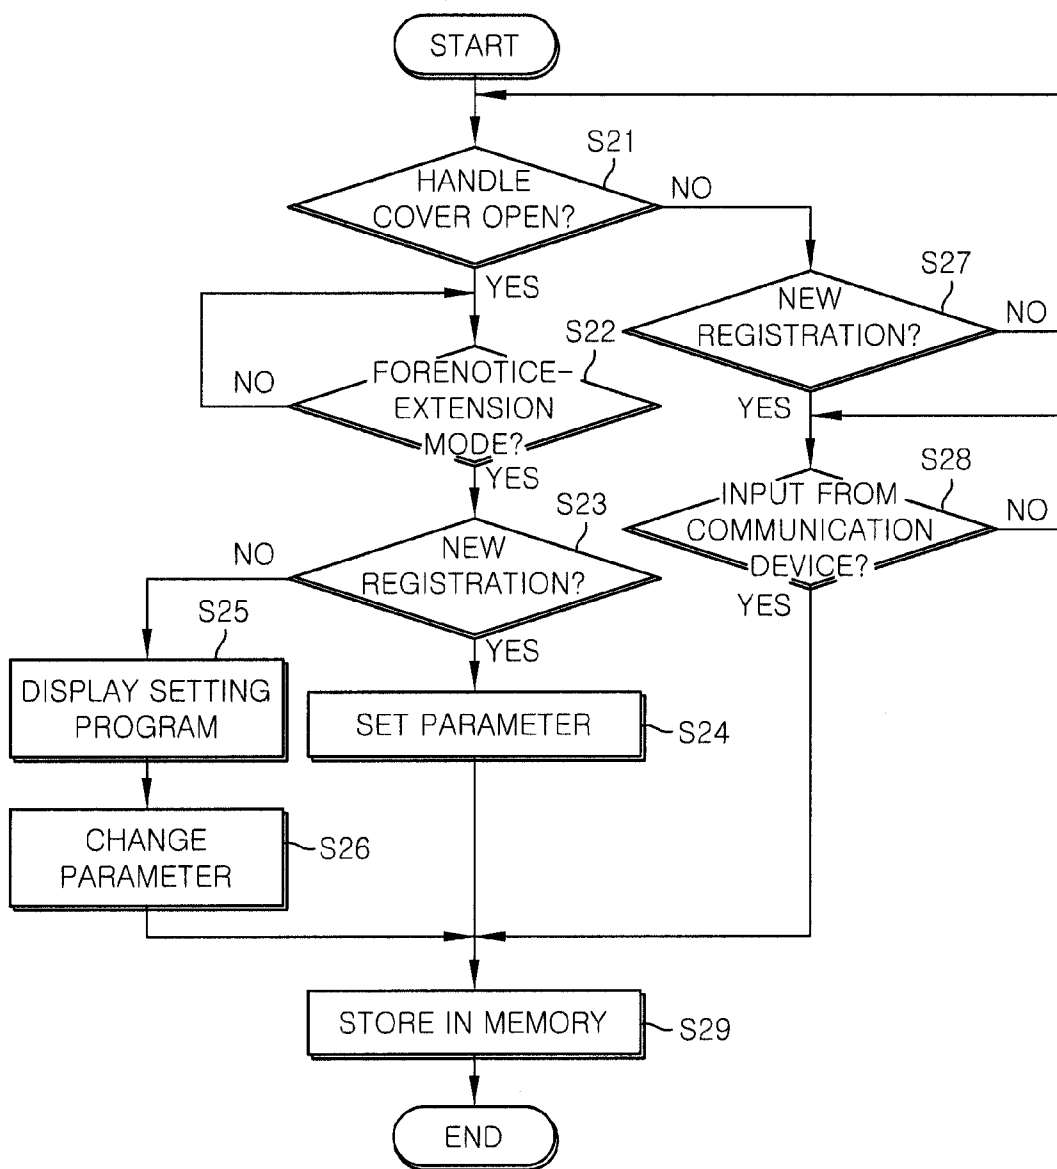 START
S21
HANDLE
COVER OPEN?
NO
YES
S27
NEW
REGISTRATION?
NO
YES
S22
FORENOTICE-
EXTENSION
MODE?
NO
YES
S28
INPUT FROM
COMMUNICATION
DEVICE?
NO
YES
S23
NEW
REGISTRATION?
NO
YES
S25
DISPLAY SETTING
PROGRAM
SET PARAMETER
S24
CHANGE
PARAMETER
S26
STORE IN MEMORY
S29
END